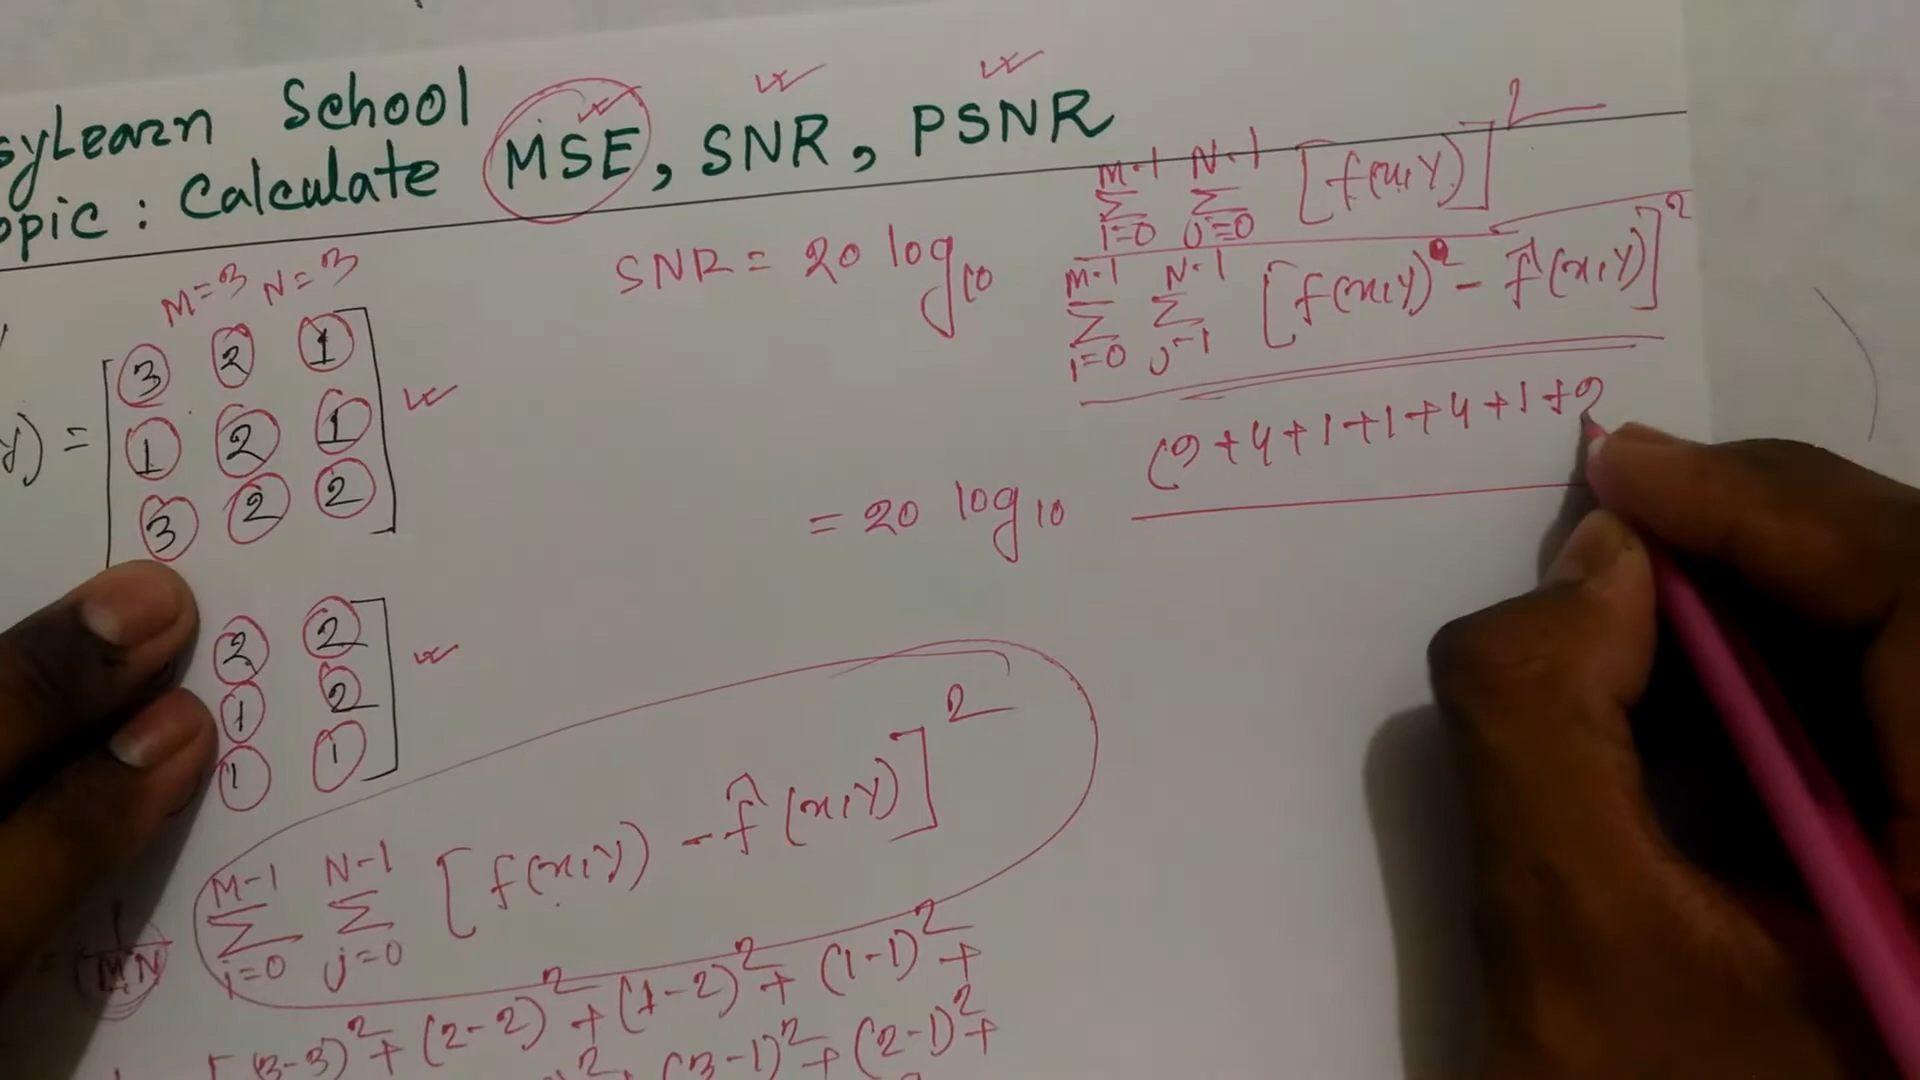 syLearn School
opic : Calculate MSE, SNR, PSNR
M=3 N=3
y) = [3 2 1
1 2 1
3 2 2]
2 2]
1 2
1 1]
SNR = 20 log10
M-1 N-1
Σ Σ [f(x,y)]^2
i=0 j=0
M-1 N-1
Σ Σ [f(x,y) - f̂(x,y)]^2
i=0 j-1
= 20 log10 (9+4+1+1+4+1+9
= 1/MN
M-1 N-1
Σ Σ [f(x,y) - f̂(x,y)]^2
i=0 j=0
[(3-3)^2 + (2-2)^2 + (1-2)^2 + (1-1)^2 +
2 + (3-1)^2 + (2-1)^2 +